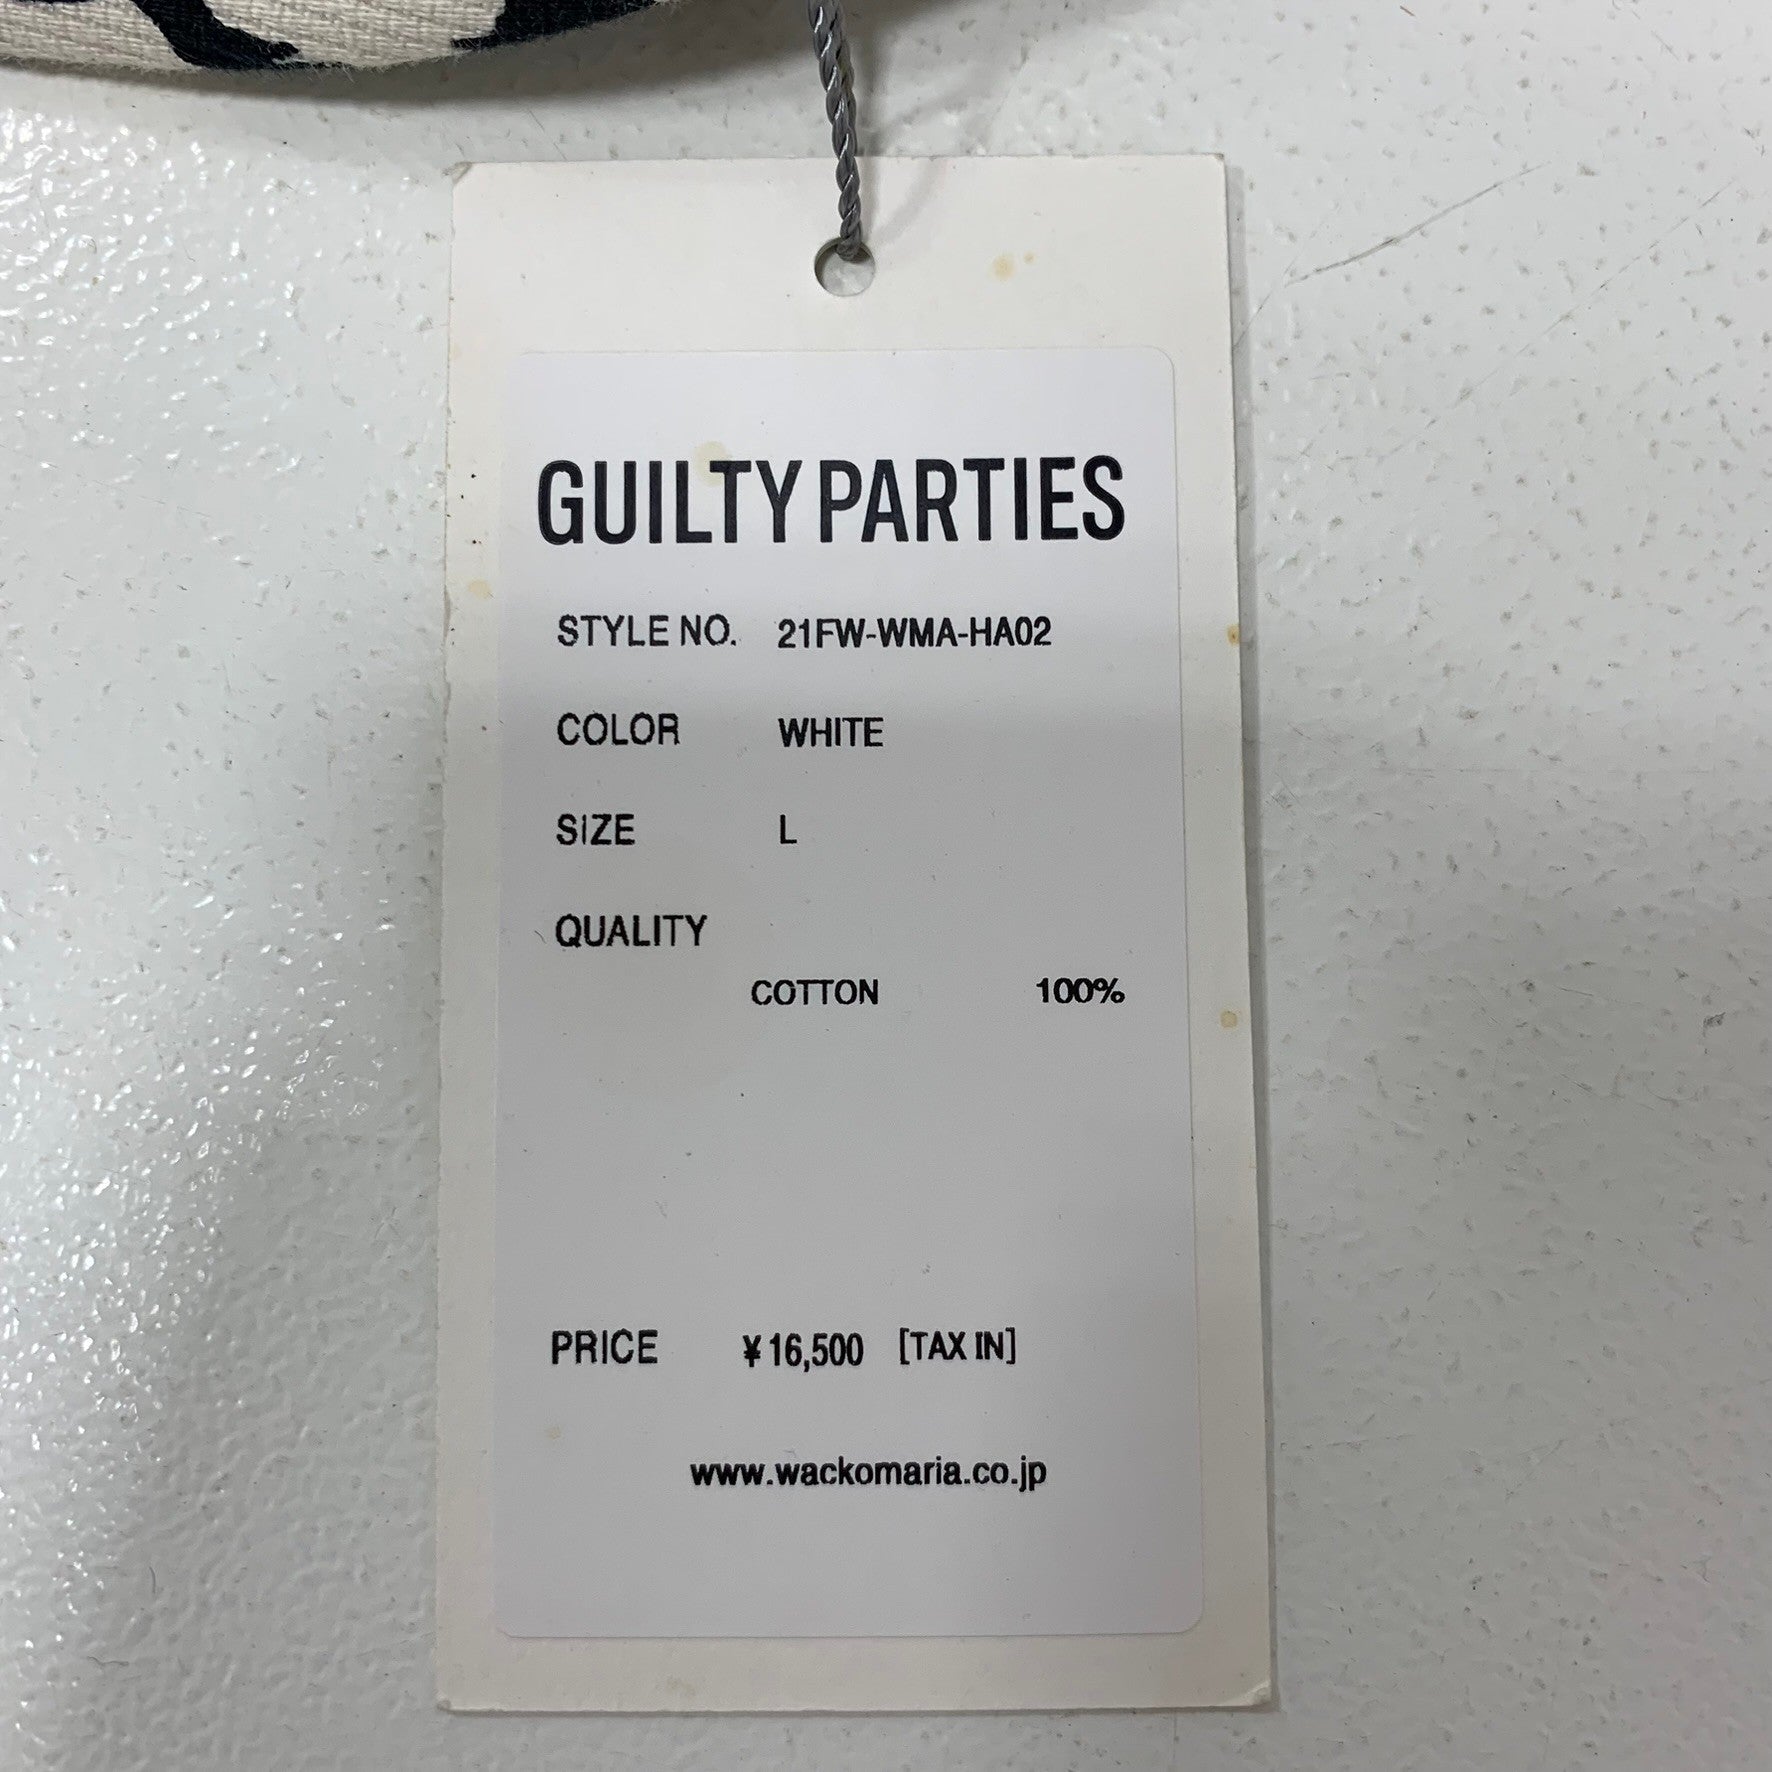 GUILTY PARTIES
STYLE NO. 21FW-WMA-HA02
COLOR WHITE
SIZE L
QUALITY
COTTON 100%
PRICE ¥16,500 [TAX IN]
www.wackomaria.co.jp